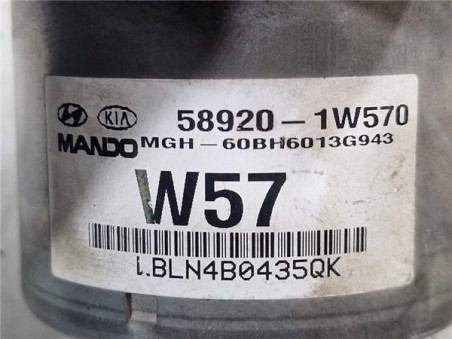 KIA 58920-1W570
MANDO MGH-60BH6013G943
W57
.BLN4B0435QK